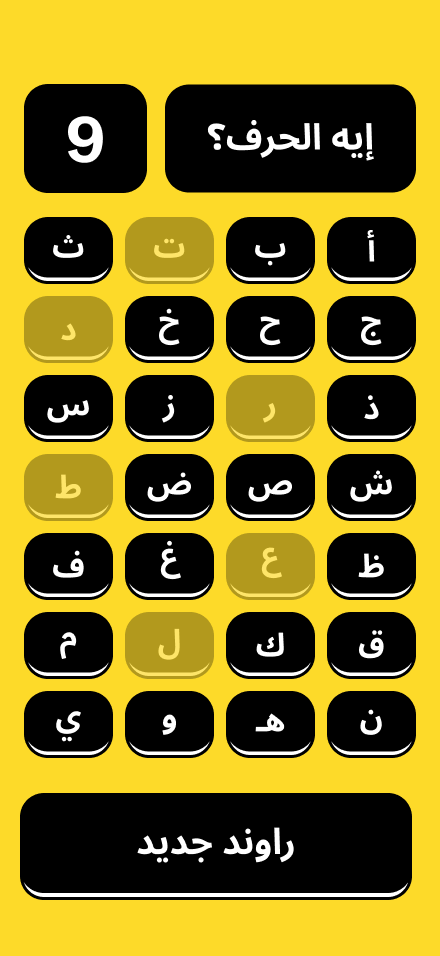 إيه الحرف؟ 9
أ ب ت ث
ج ح خ د
ذ ر ز س
ش ص ض ط
ظ ع غ ف
ق ك ل م
ن هـ و ي
راوند جديد